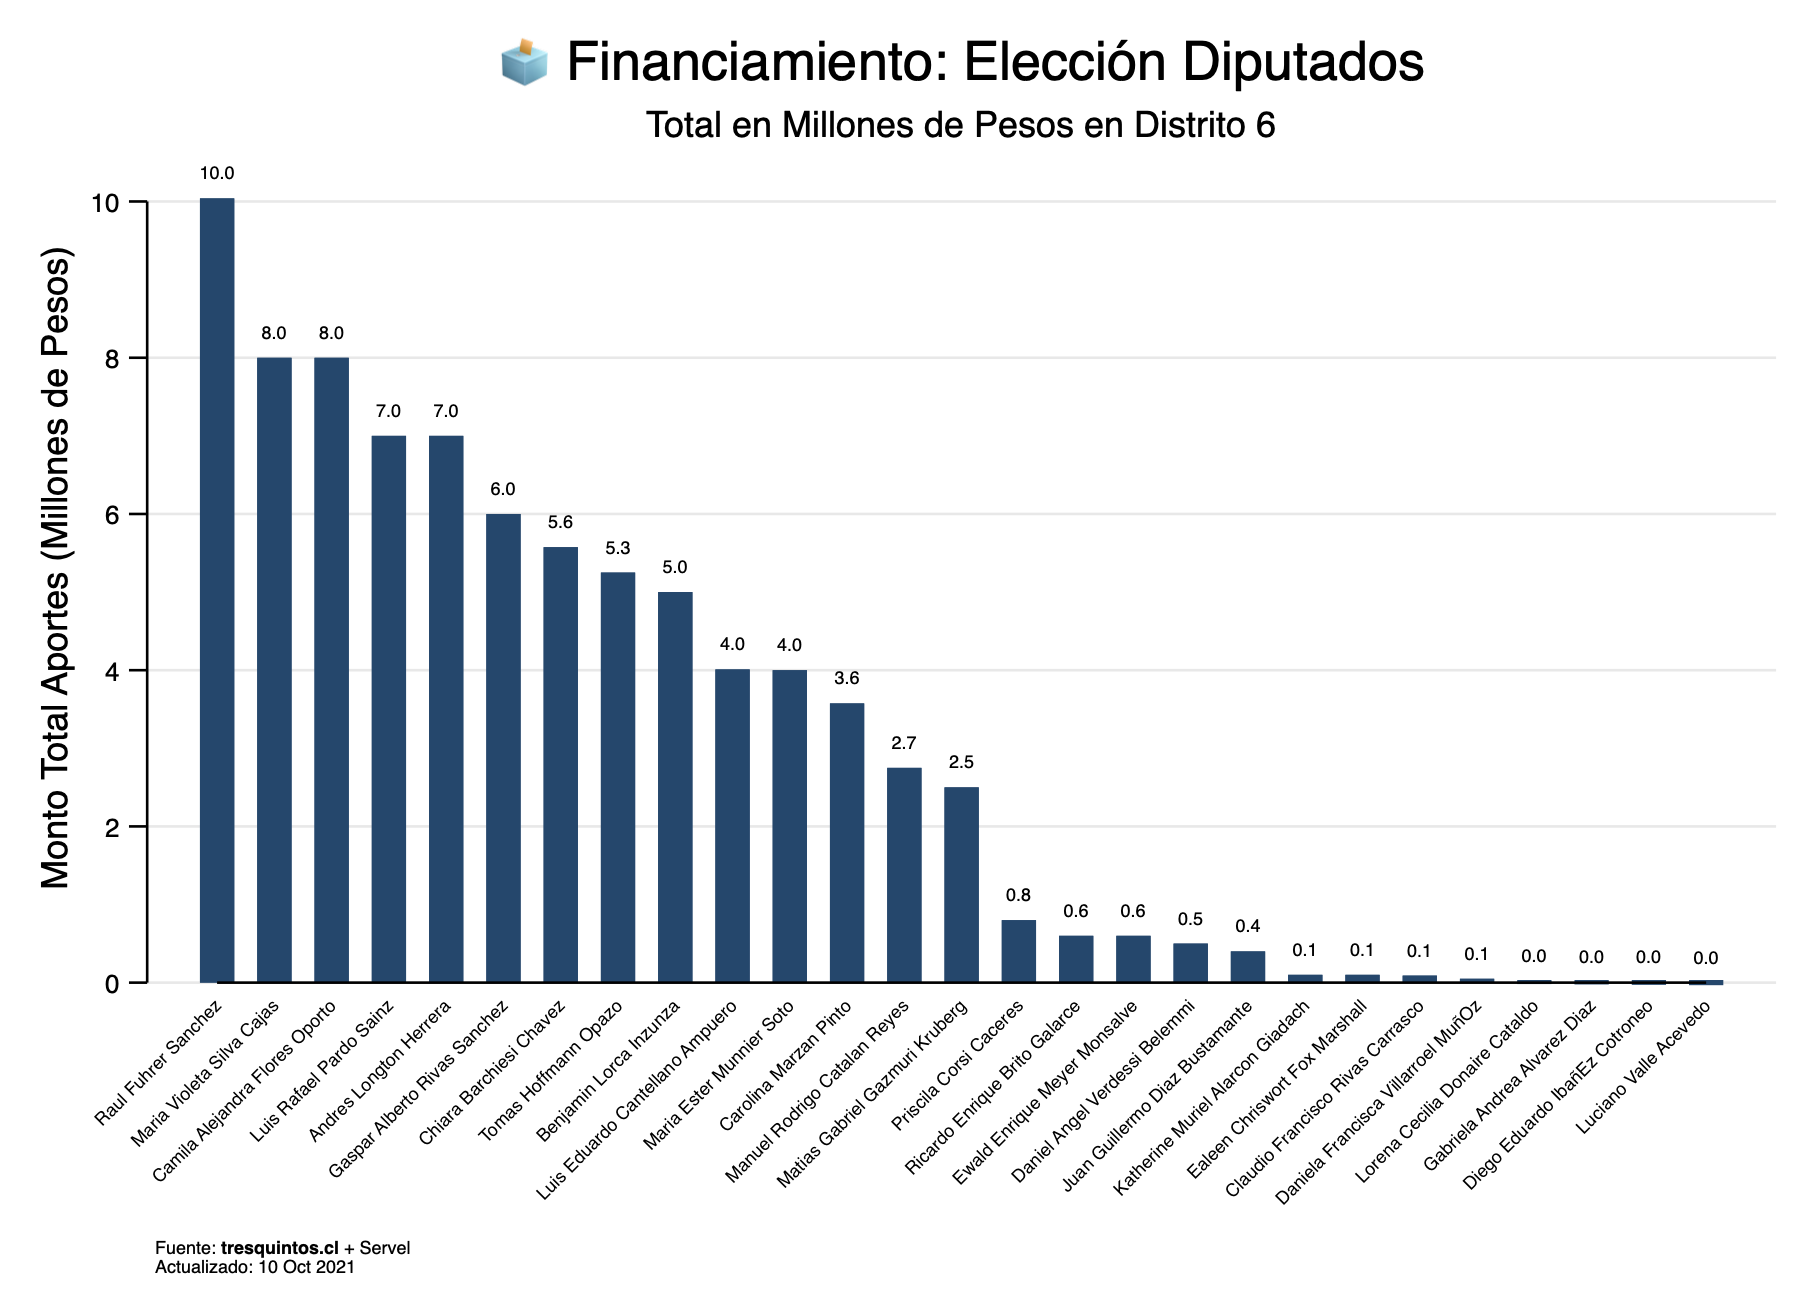 Financiamiento: Elección Diputados
Total en Millones de Pesos en Distrito 6
Monto Total Aportes (Millones de Pesos)
10
8
6
4
2
0
10.0
8.0
8.0
7.0
7.0
6.0
5.6
5.3
5.0
4.0
4.0
3.6
2.7
2.5
0.8
0.6
0.6
0.5
0.4
0.1
0.1
0.1
0.1
0.0
0.0
0.0
0.0
Raul Fuhrer Sanchez
Maria Violeta Silva Cajas
Camila Alejandra Flores Oporto
Luis Rafael Pardo Sainz
Andres Longton Herrera
Gaspar Alberto Rivas Sanchez
Chiara Barchiesi Chavez
Tomas Hoffmann Opazo
Benjamin Lorca Inzunza
Luis Eduardo Cantellano Ampuero
Maria Ester Munnier Soto
Carolina Marzan Pinto
Manuel Rodrigo Catalan Reyes
Matias Gabriel Gazmuri Kruberg
Priscila Corsi Caceres
Ricardo Enrique Brito Galarce
Ewald Enrique Meyer Monsalve
Daniel Angel Verdessi Belemmi
Juan Guillermo Diaz Bustamante
Katherine Muriel Alarcon Giadach
Ealeen Chriswort Fox Marshall
Claudio Francisco Rivas Carrasco
Daniela Francisca Villarroel MuñOz
Lorena Cecilia Donaire Cataldo
Gabriela Andrea Alvarez Diaz
Diego Eduardo IbañEz Cotroneo
Luciano Valle Acevedo
Fuente: tresquintos.cl + Servel
Actualizado: 10 Oct 2021